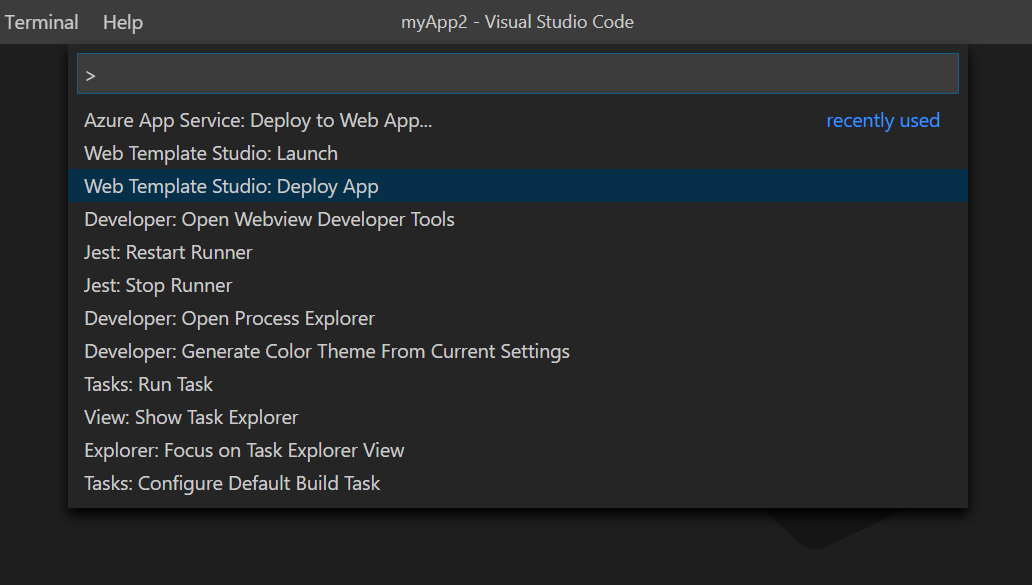 Terminal Help myApp2 - Visual Studio Code
>
Azure App Service: Deploy to Web App... recently used
Web Template Studio: Launch
Web Template Studio: Deploy App
Developer: Open Webview Developer Tools
Jest: Restart Runner
Jest: Stop Runner
Developer: Open Process Explorer
Developer: Generate Color Theme From Current Settings
Tasks: Run Task
View: Show Task Explorer
Explorer: Focus on Task Explorer View
Tasks: Configure Default Build Task